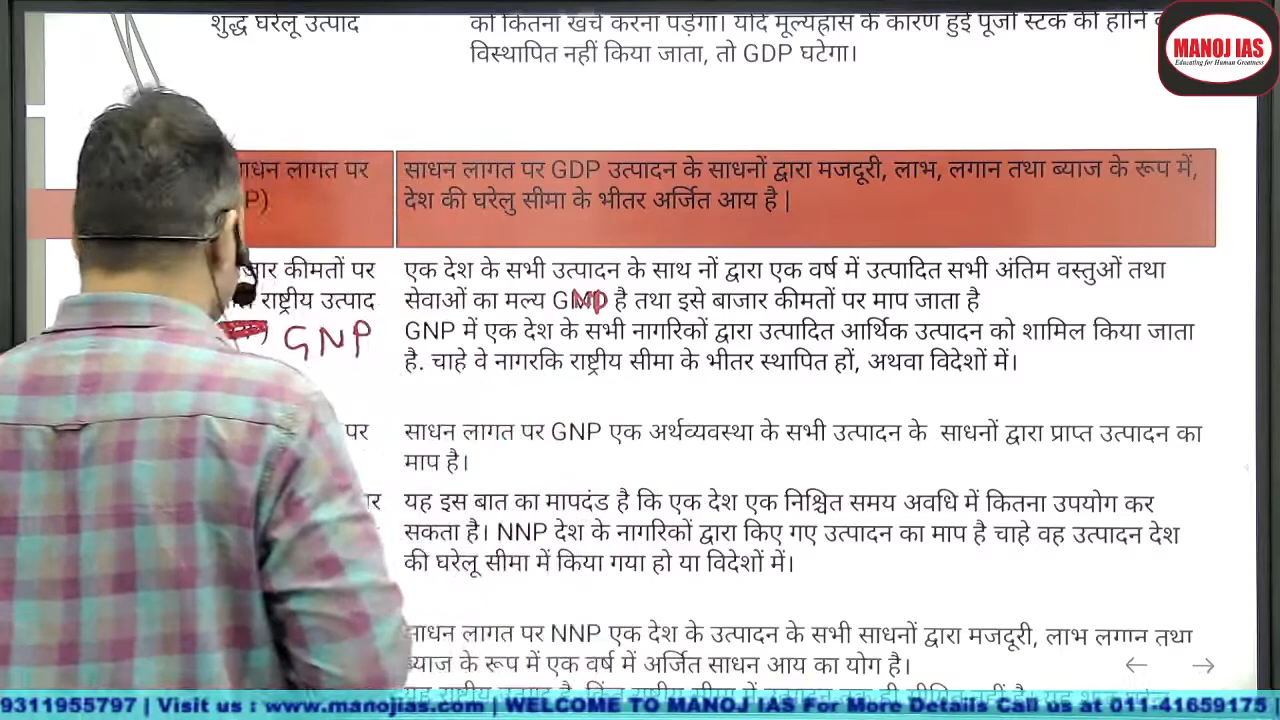 शुद्ध घरेलू उत्पाद
को कितना खर्च करना पड़ेगा। यदि मूल्यह्रास के कारण हुई पूंजी स्टॉक की हानि
विस्थापित नहीं किया जाता, तो GDP घटेगा।
MANOJ IAS
Educating for Human Greatness
लागत पर
साधन लागत पर GDP उत्पादन के साधनों द्वारा मजदूरी, लाभ, लगान तथा ब्याज के रूप में,
देश की घरेलु सीमा के भीतर अर्जित आय है |
कीमतों पर
राष्ट्रीय उत्पाद
GNP
एक देश के सभी उत्पादन के साथ नों द्वारा एक वर्ष में उत्पादित सभी अंतिम वस्तुओं तथा
सेवाओं का मल्य GNP है तथा इसे बाजार कीमतों पर माप जाता है
GNP में एक देश के सभी नागरिकों द्वारा उत्पादित आर्थिक उत्पादन को शामिल किया जाता
है. चाहे वे नागरकि राष्ट्रीय सीमा के भीतर स्थापित हों, अथवा विदेशों में।
पर
साधन लागत पर GNP एक अर्थव्यवस्था के सभी उत्पादन के साधनों द्वारा प्राप्त उत्पादन का
माप है।
यह इस बात का मापदंड है कि एक देश एक निश्चित समय अवधि में कितना उपयोग कर
सकता है। NNP देश के नागरिकों द्वारा किए गए उत्पादन का माप है चाहे वह उत्पादन देश
की घरेलू सीमा में किया गया हो या विदेशों में।
साधन लागत पर NNP एक देश के उत्पादन के सभी साधनों द्वारा मजदूरी, लाभ लगान तथा
ब्याज के रूप में एक वर्ष में अर्जित साधन आय का योग है।
9311955797 | Visit us : www.manojias.com | WELCOME TO MANOJ IAS For More Details Call us at 011-41659175